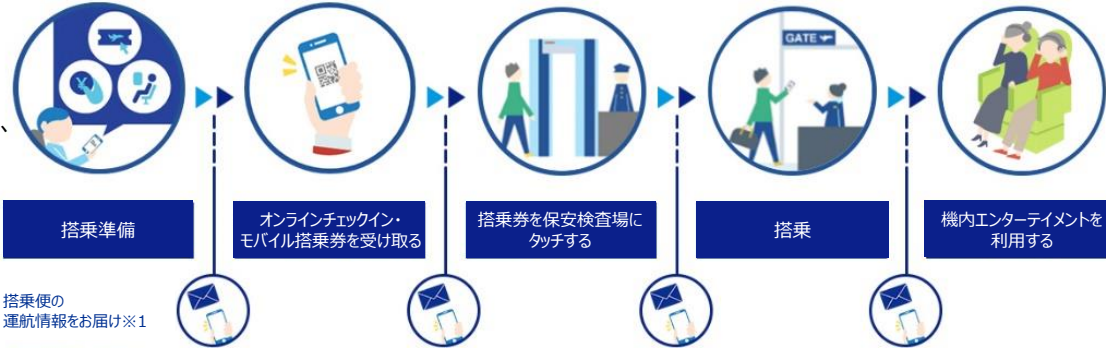 GATE
、
搭乗準備
オンラインチェックイン・
モバイル搭乗券を受け取る
搭乗券を保安検査場に
タッチする
搭乗
機内エンターテイメントを
利用する
搭乗便の
運航情報をお届け※1